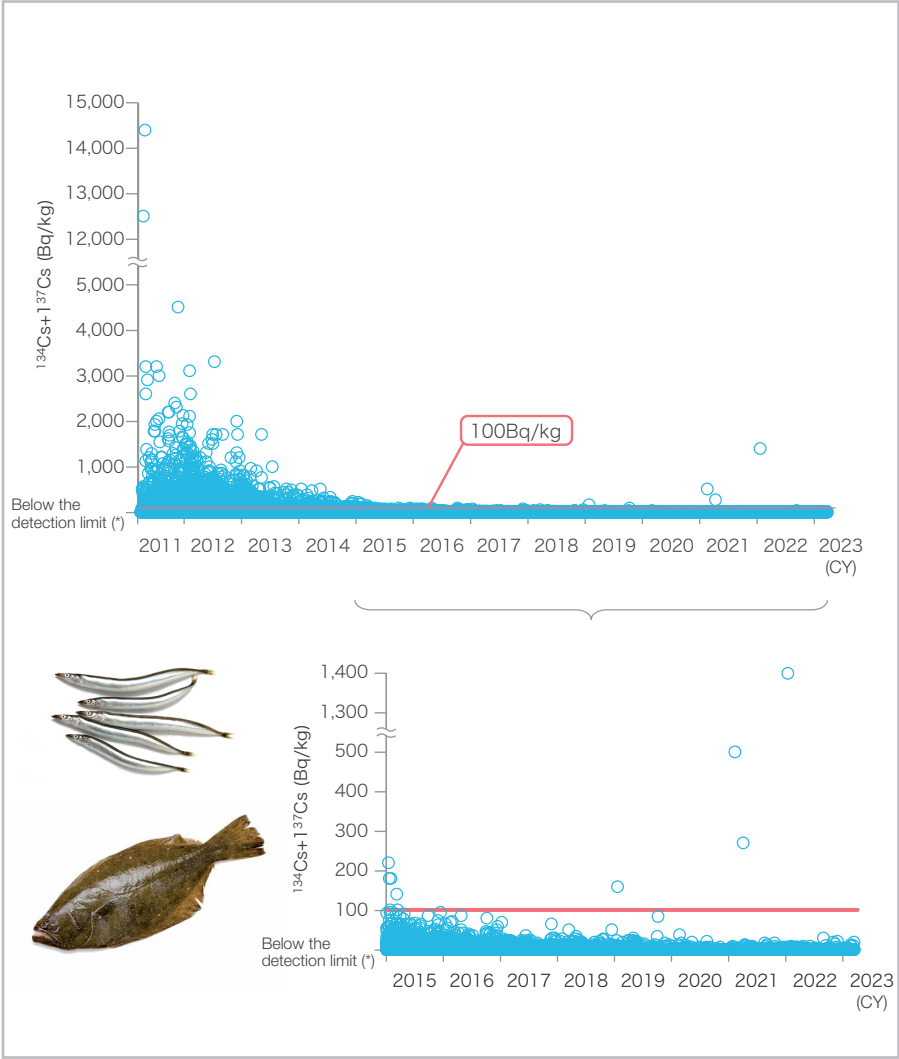 15,000
14,000
13,000
12,000
5,000
4,000
3,000
2,000
1,000
¹³⁴Cs+1³⁷Cs (Bq/kg)
100Bq/kg
Below the
detection limit (*)
2011 2012 2013 2014 2015 2016 2017 2018 2019 2020 2021 2022 2023
(CY)
1,400
1,300
500
400
300
200
100
¹³⁴Cs+1³⁷Cs (Bq/kg)
Below the
detection limit (*)
2015 2016 2017 2018 2019 2020 2021 2022 2023
(CY)